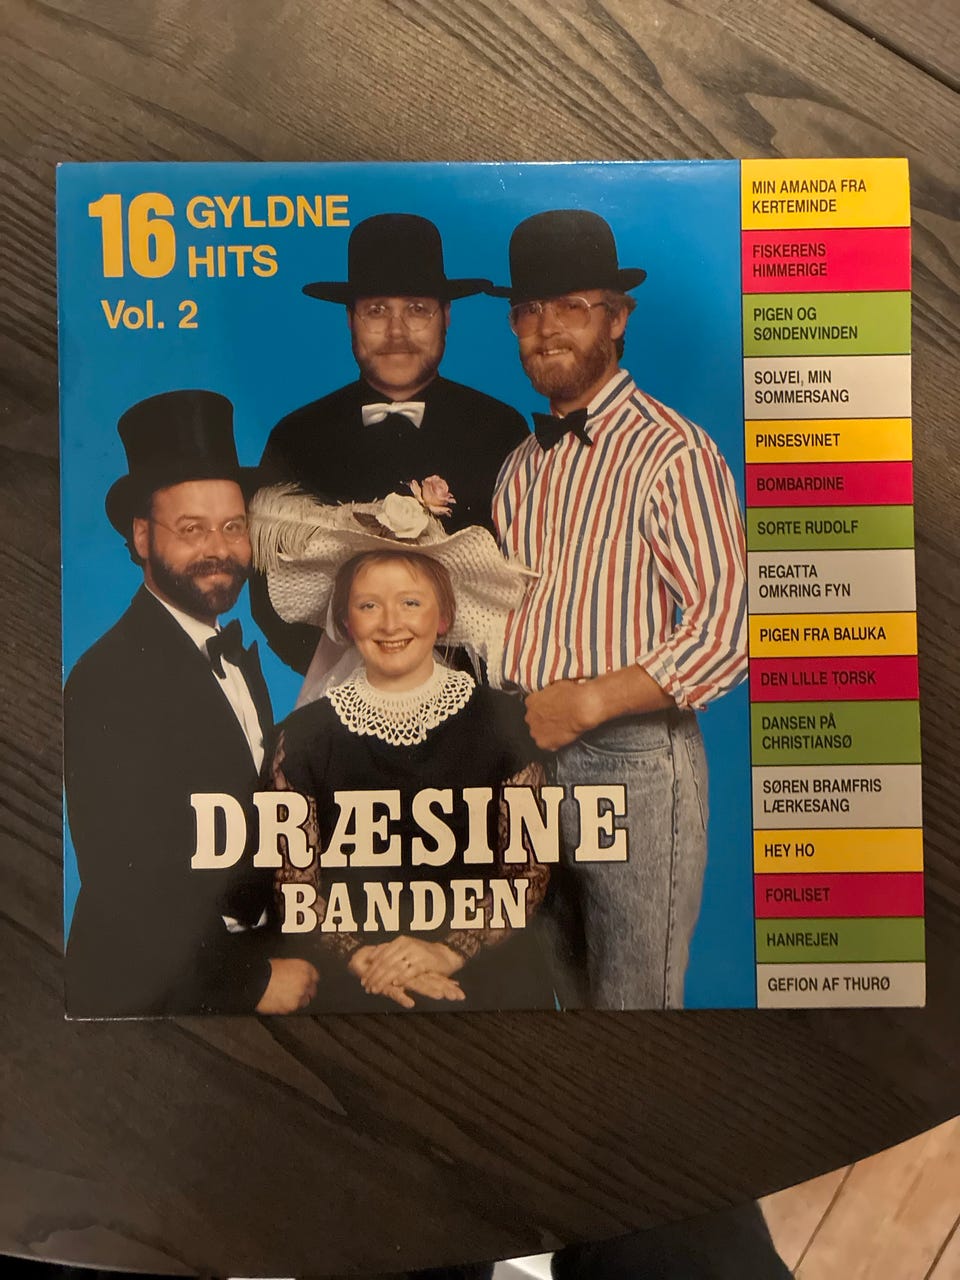 16 GYLDNE
HITS
Vol. 2
DRÆSINE
BANDEN
MIN AMANDA FRA
KERTEMINDE
FISKERENS
HIMMERIGE
PIGEN OG
SØNDENVINDEN
SOLVEI, MIN
SOMMERSANG
PINSESVINET
BOMBARDINE
SORTE RUDOLF
REGATTA
OMKRING FYN
PIGEN FRA BALUKA
DEN LILLE TORSK
DANSEN PÅ
CHRISTIANSØ
SØREN BRAMFRIS
LÆRKESANG
HEY HO
FORLISET
HANREJEN
GEFION AF THURØ